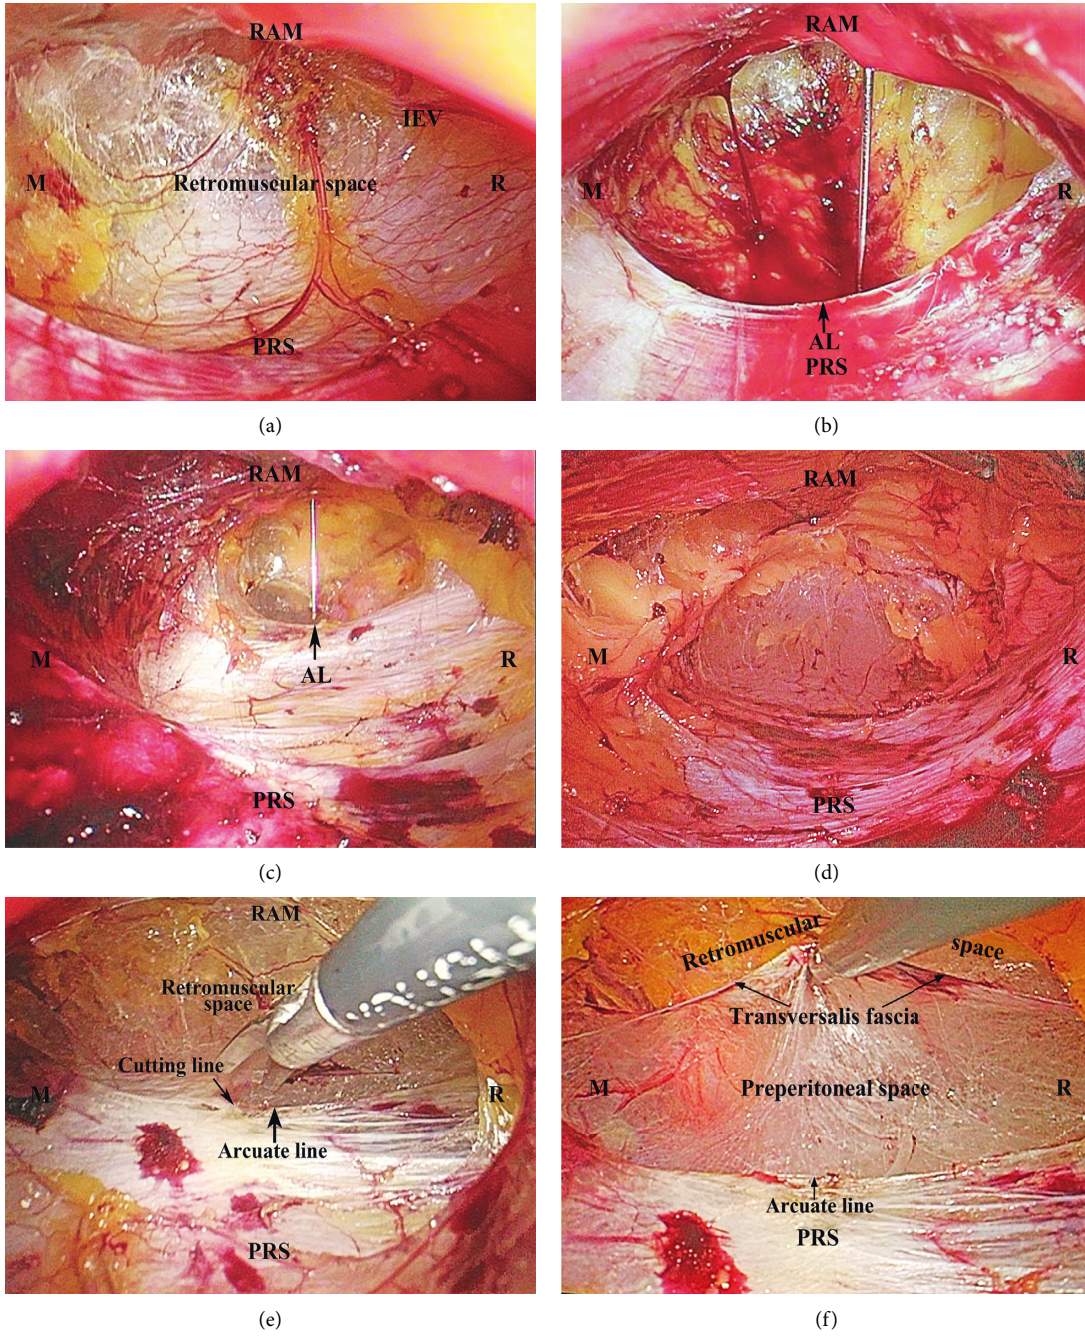 RAM
IEV
M
Retromuscular space
R
PRS
(a)
RAM
M
R
AL
PRS
(b)
RAM
M
R
AL
PRS
(c)
RAM
M
R
PRS
(d)
RAM
Retromuscular
space
Cutting line
M
R
Arcuate line
PRS
(e)
Retromuscular
space
Transversalis fascia
M
Preperitoneal space
R
Arcuate line
PRS
(f)